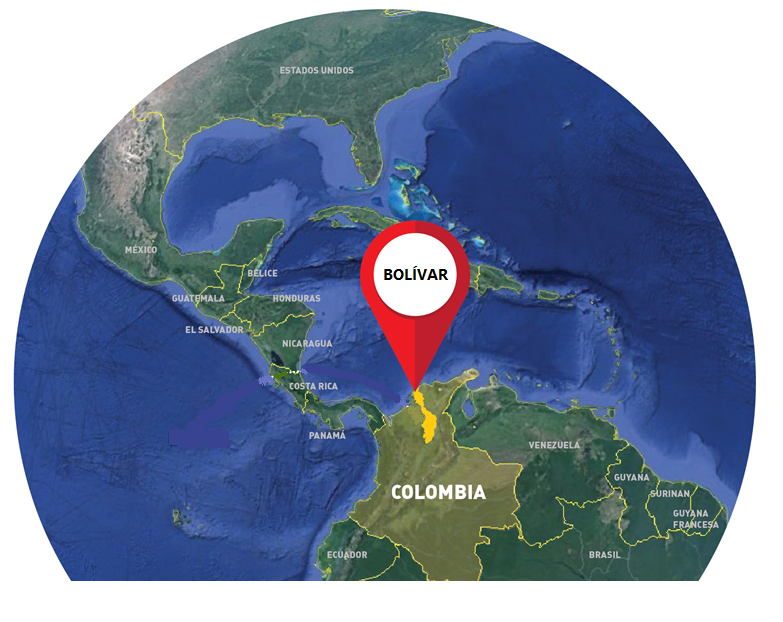 ESTADOS UNIDOS
MÉXICO
BELICE
GUATEMALA
HONDURAS
EL SALVADOR
NICARAGUA
COSTA RICA
PANAMÁ
BOLÍVAR
VENEZUELA
COLOMBIA
GUYANA
SURINAN
GUYANA
FRANCESA
ECUADOR
BRASIL